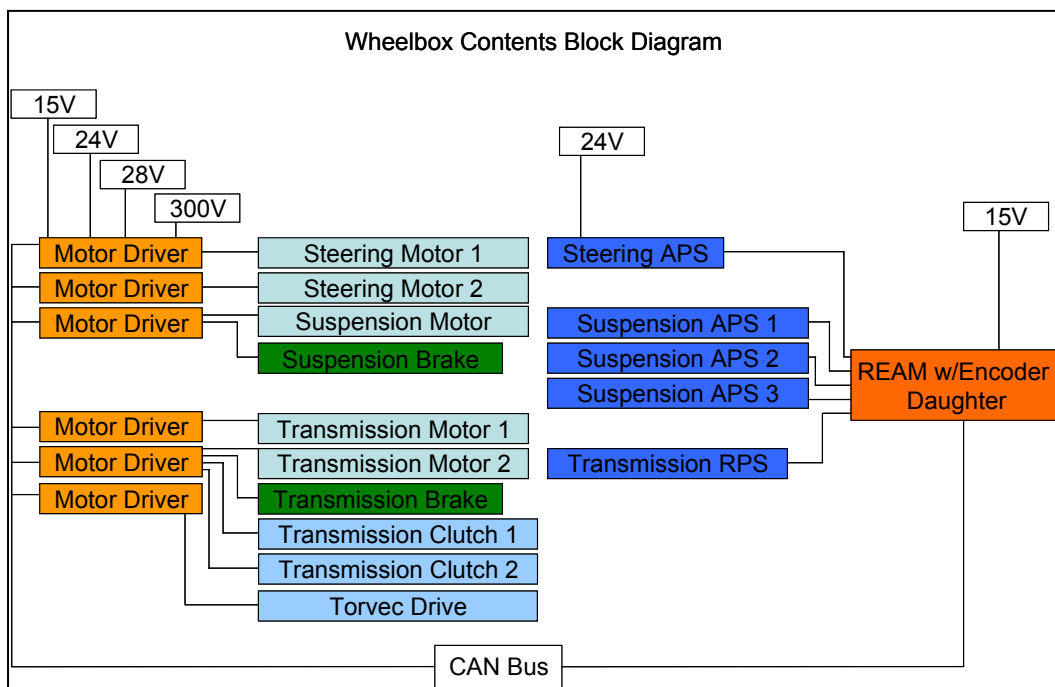 Wheelbox Contents Block Diagram
15V
24V
28V
300V
24V
15V
Motor Driver
Steering Motor 1
Steering APS
Motor Driver
Steering Motor 2
Motor Driver
Suspension Motor
Suspension APS 1
Suspension Brake
Suspension APS 2
Suspension APS 3
REAM w/Encoder
Daughter
Motor Driver
Transmission Motor 1
Motor Driver
Transmission Motor 2
Transmission RPS
Motor Driver
Transmission Brake
Transmission Clutch 1
Transmission Clutch 2
Torvec Drive
CAN Bus